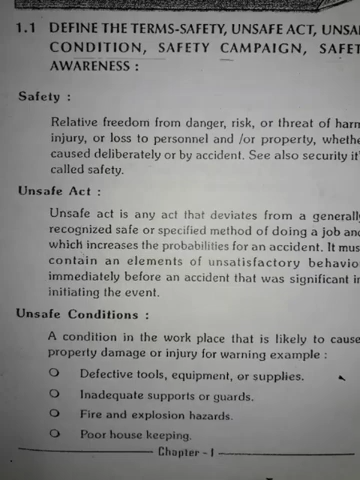 1.1 DEFINE THE TERMS-SAFETY, UNSAFE ACT, UNSA
CONDITION, SAFETY CAMPAIGN, SAFET
AWARENESS :
Safety :
Relative freedom from danger, risk, or threat of harm
injury, or loss to personnel and /or property, whethe
caused deliberately or by accident. See also security it'
called safety.
Unsafe Act :
Unsafe act is any act that deviates from a generally
recognized safe or specified method of doing a job and
which increases the probabilities for an accident. It mus
contain an elements of unsatisfactory behaviou
immediately before an accident that was significant in
initiating the event.
Unsafe Conditions :
A condition in the work place that is likely to cause
property damage or injury for warning example :
Defective tools, equipment, or supplies.
Inadequate supports or guards.
Fire and explosion hazards.
Poor house keeping.
Chapter - 1